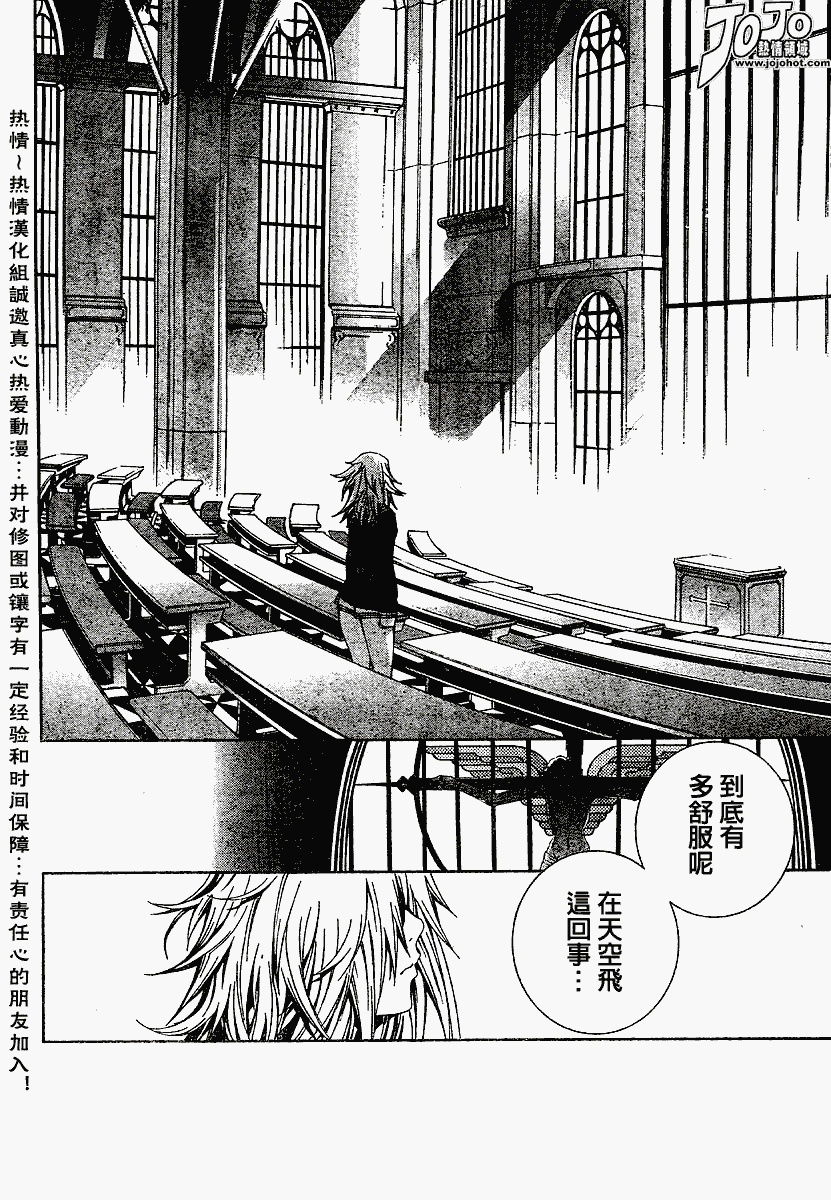 JOJO
熱情領域
www.jojohot.com
到底有
多舒服呢
在天空飛
這回事…
热情~热情漢化組誠邀真心热爱動漫…并对修图或镶字有一定经验和时间保障…有责任心的朋友加入！